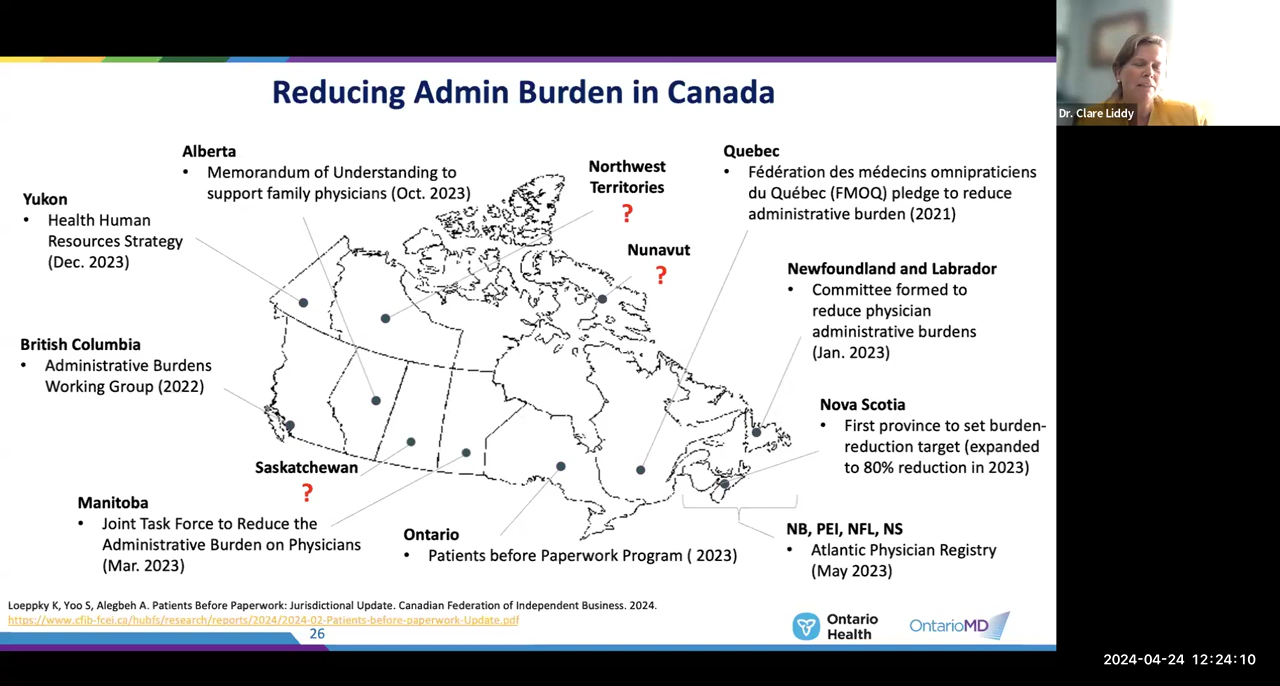 Reducing Admin Burden in Canada
Dr. Clare Liddy
Alberta
• Memorandum of Understanding to
support family physicians (Oct. 2023)
Northwest
Territories
?
Quebec
• Fédération des médecins omnipraticiens
du Québec (FMOQ) pledge to reduce
administrative burden (2021)
Yukon
• Health Human
Resources Strategy
(Dec. 2023)
Nunavut
?
Newfoundland and Labrador
• Committee formed to
reduce physician
administrative burdens
(Jan. 2023)
British Columbia
• Administrative Burdens
Working Group (2022)
Nova Scotia
• First province to set burden-
reduction target (expanded
to 80% reduction in 2023)
Saskatchewan
?
Manitoba
• Joint Task Force to Reduce the
Administrative Burden on Physicians
(Mar. 2023)
Ontario
• Patients before Paperwork Program ( 2023)
NB, PEI, NFL, NS
• Atlantic Physician Registry
(May 2023)
Loeppky K, Yoo S, Alegbeh A. Patients Before Paperwork: Jurisdictional Update. Canadian Federation of Independent Business. 2024.
https://www.cfib-fcei.ca/hubfs/research/reports/2024/2024-02-Patients-before-paperwork-Update.pdf
26
Ontario
Health
OntarioMD
2024-04-24 12:24:10